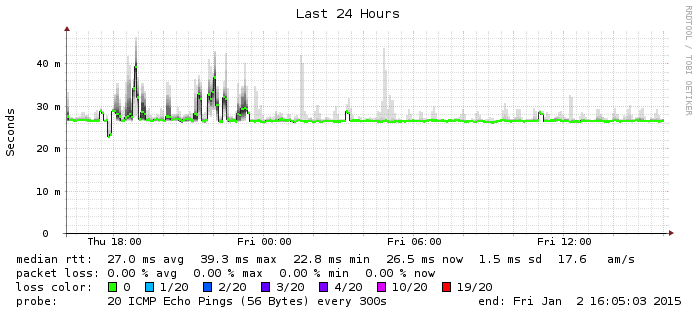 Last 24 Hours
RRDTOOL / TOBI OETIKER
Seconds
40 m
30 m
20 m
10 m
0
Thu 18:00 Fri 00:00 Fri 06:00 Fri 12:00
median rtt: 27.0 ms avg 39.3 ms max 22.8 ms min 26.5 ms now 1.5 ms sd 17.6 am/s
packet loss: 0.00 % avg 0.00 % max 0.00 % min 0.00 % now
loss color: 0 1/20 2/20 3/20 4/20 10/20 19/20
probe: 20 ICMP Echo Pings (56 Bytes) every 300s end: Fri Jan 2 16:05:03 2015